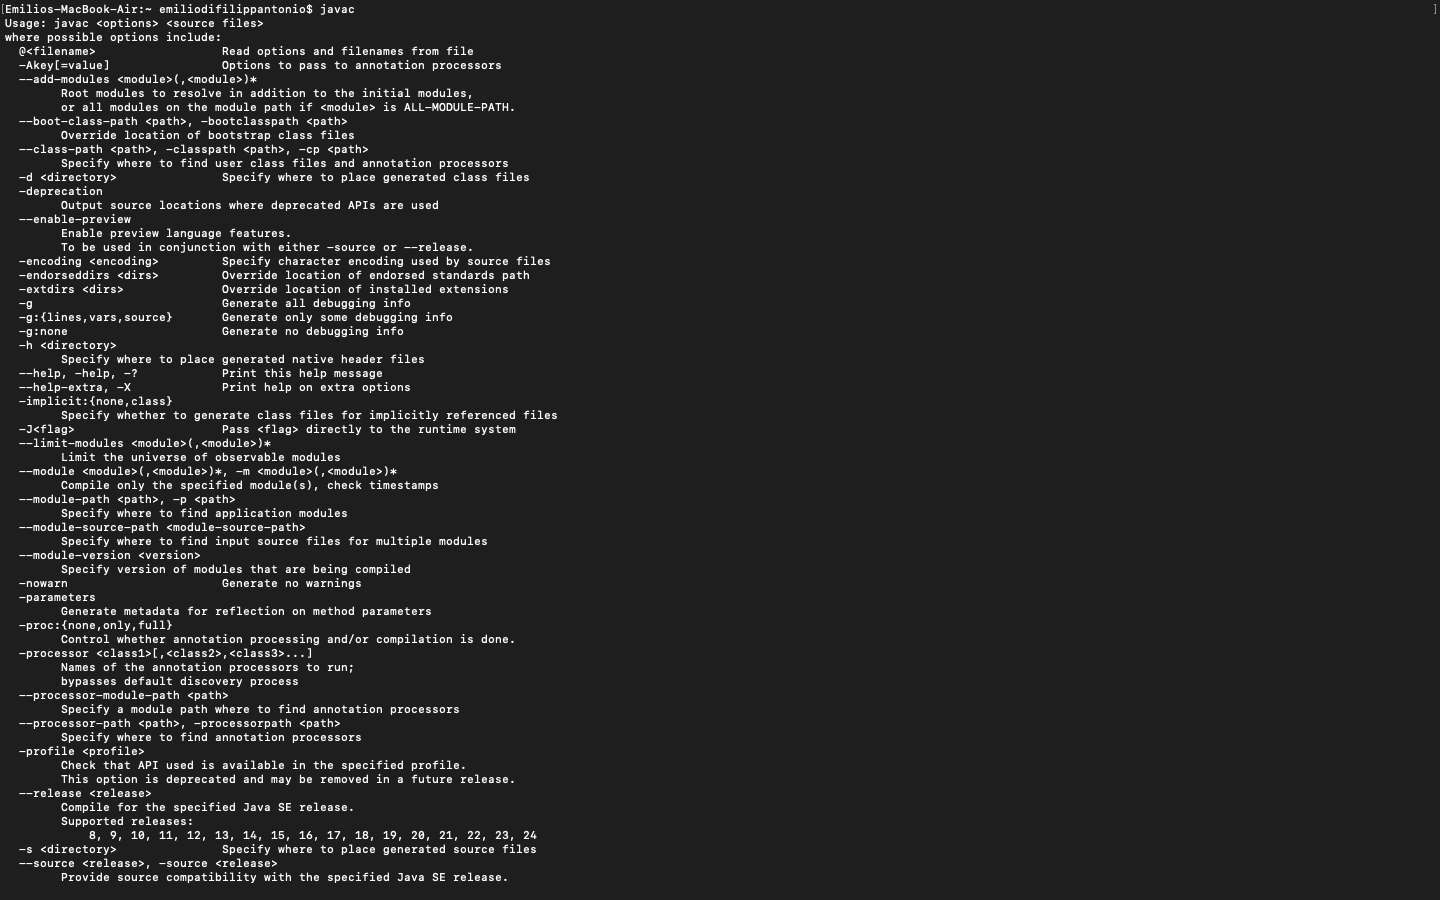 [Emilios-MacBook-Air:~ emiliodifilippantonio$ javac ]
Usage: javac <options> <source files>
where possible options include:
  @<filename>                  Read options and filenames from file
  -Akey[=value]                Options to pass to annotation processors
  --add-modules <module>(,<module>)*
        Root modules to resolve in addition to the initial modules,
        or all modules on the module path if <module> is ALL-MODULE-PATH.
  --boot-class-path <path>, -bootclasspath <path>
        Override location of bootstrap class files
  --class-path <path>, -classpath <path>, -cp <path>
        Specify where to find user class files and annotation processors
  -d <directory>               Specify where to place generated class files
  -deprecation
        Output source locations where deprecated APIs are used
  --enable-preview
        Enable preview language features.
        To be used in conjunction with either -source or --release.
  -encoding <encoding>         Specify character encoding used by source files
  -endorseddirs <dirs>         Override location of endorsed standards path
  -extdirs <dirs>              Override location of installed extensions
  -g                           Generate all debugging info
  -g:{lines,vars,source}       Generate only some debugging info
  -g:none                      Generate no debugging info
  -h <directory>
        Specify where to place generated native header files
  --help, -help, -?            Print this help message
  --help-extra, -X             Print help on extra options
  -implicit:{none,class}
        Specify whether to generate class files for implicitly referenced files
  -J<flag>                     Pass <flag> directly to the runtime system
  --limit-modules <module>(,<module>)*
        Limit the universe of observable modules
  --module <module>(,<module>)*, -m <module>(,<module>)*
        Compile only the specified module(s), check timestamps
  --module-path <path>, -p <path>
        Specify where to find application modules
  --module-source-path <module-source-path>
        Specify where to find input source files for multiple modules
  --module-version <version>
        Specify version of modules that are being compiled
  -nowarn                      Generate no warnings
  -parameters
        Generate metadata for reflection on method parameters
  -proc:{none,only,full}
        Control whether annotation processing and/or compilation is done.
  -processor <class1>[,<class2>,<class3>...]
        Names of the annotation processors to run;
        bypasses default discovery process
  --processor-module-path <path>
        Specify a module path where to find annotation processors
  --processor-path <path>, -processorpath <path>
        Specify where to find annotation processors
  -profile <profile>
        Check that API used is available in the specified profile.
        This option is deprecated and may be removed in a future release.
  --release <release>
        Compile for the specified Java SE release.
        Supported releases:
            8, 9, 10, 11, 12, 13, 14, 15, 16, 17, 18, 19, 20, 21, 22, 23, 24
  -s <directory>               Specify where to place generated source files
  --source <release>, -source <release>
        Provide source compatibility with the specified Java SE release.